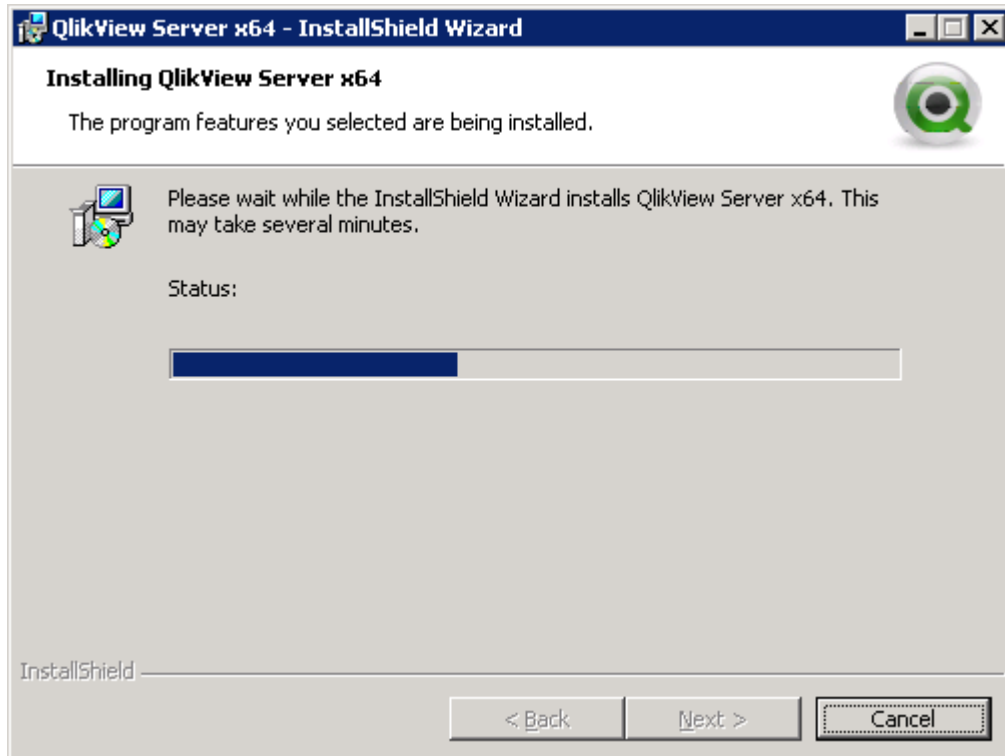 QlikView Server x64 - InstallShield Wizard
Installing QlikView Server x64
The program features you selected are being installed.
Please wait while the InstallShield Wizard installs QlikView Server x64. This
may take several minutes.
Status:
InstallShield
< Back
Next >
Cancel